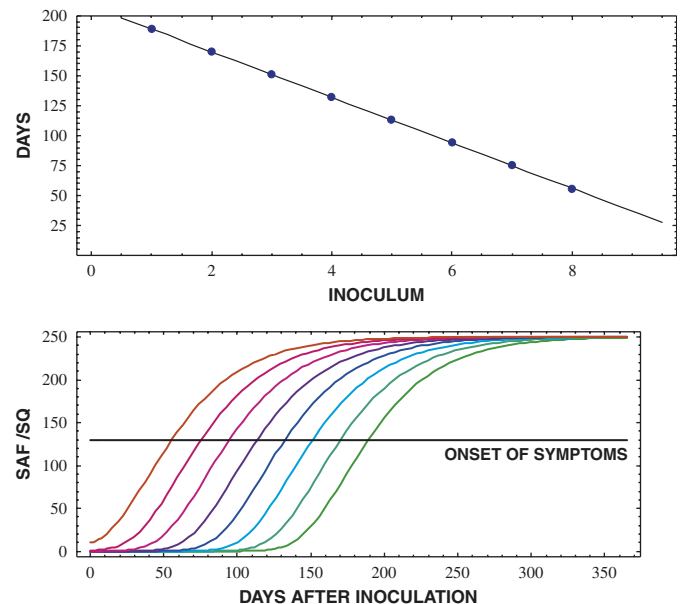 200
175
150
125
100
75
50
25
DAYS
0 2 4 6 8
INOCULUM
250
200
150
100
50
0
SAF /SQ
ONSET OF SYMPTOMS
0 50 100 150 200 250 300 350
DAYS AFTER INOCULATION